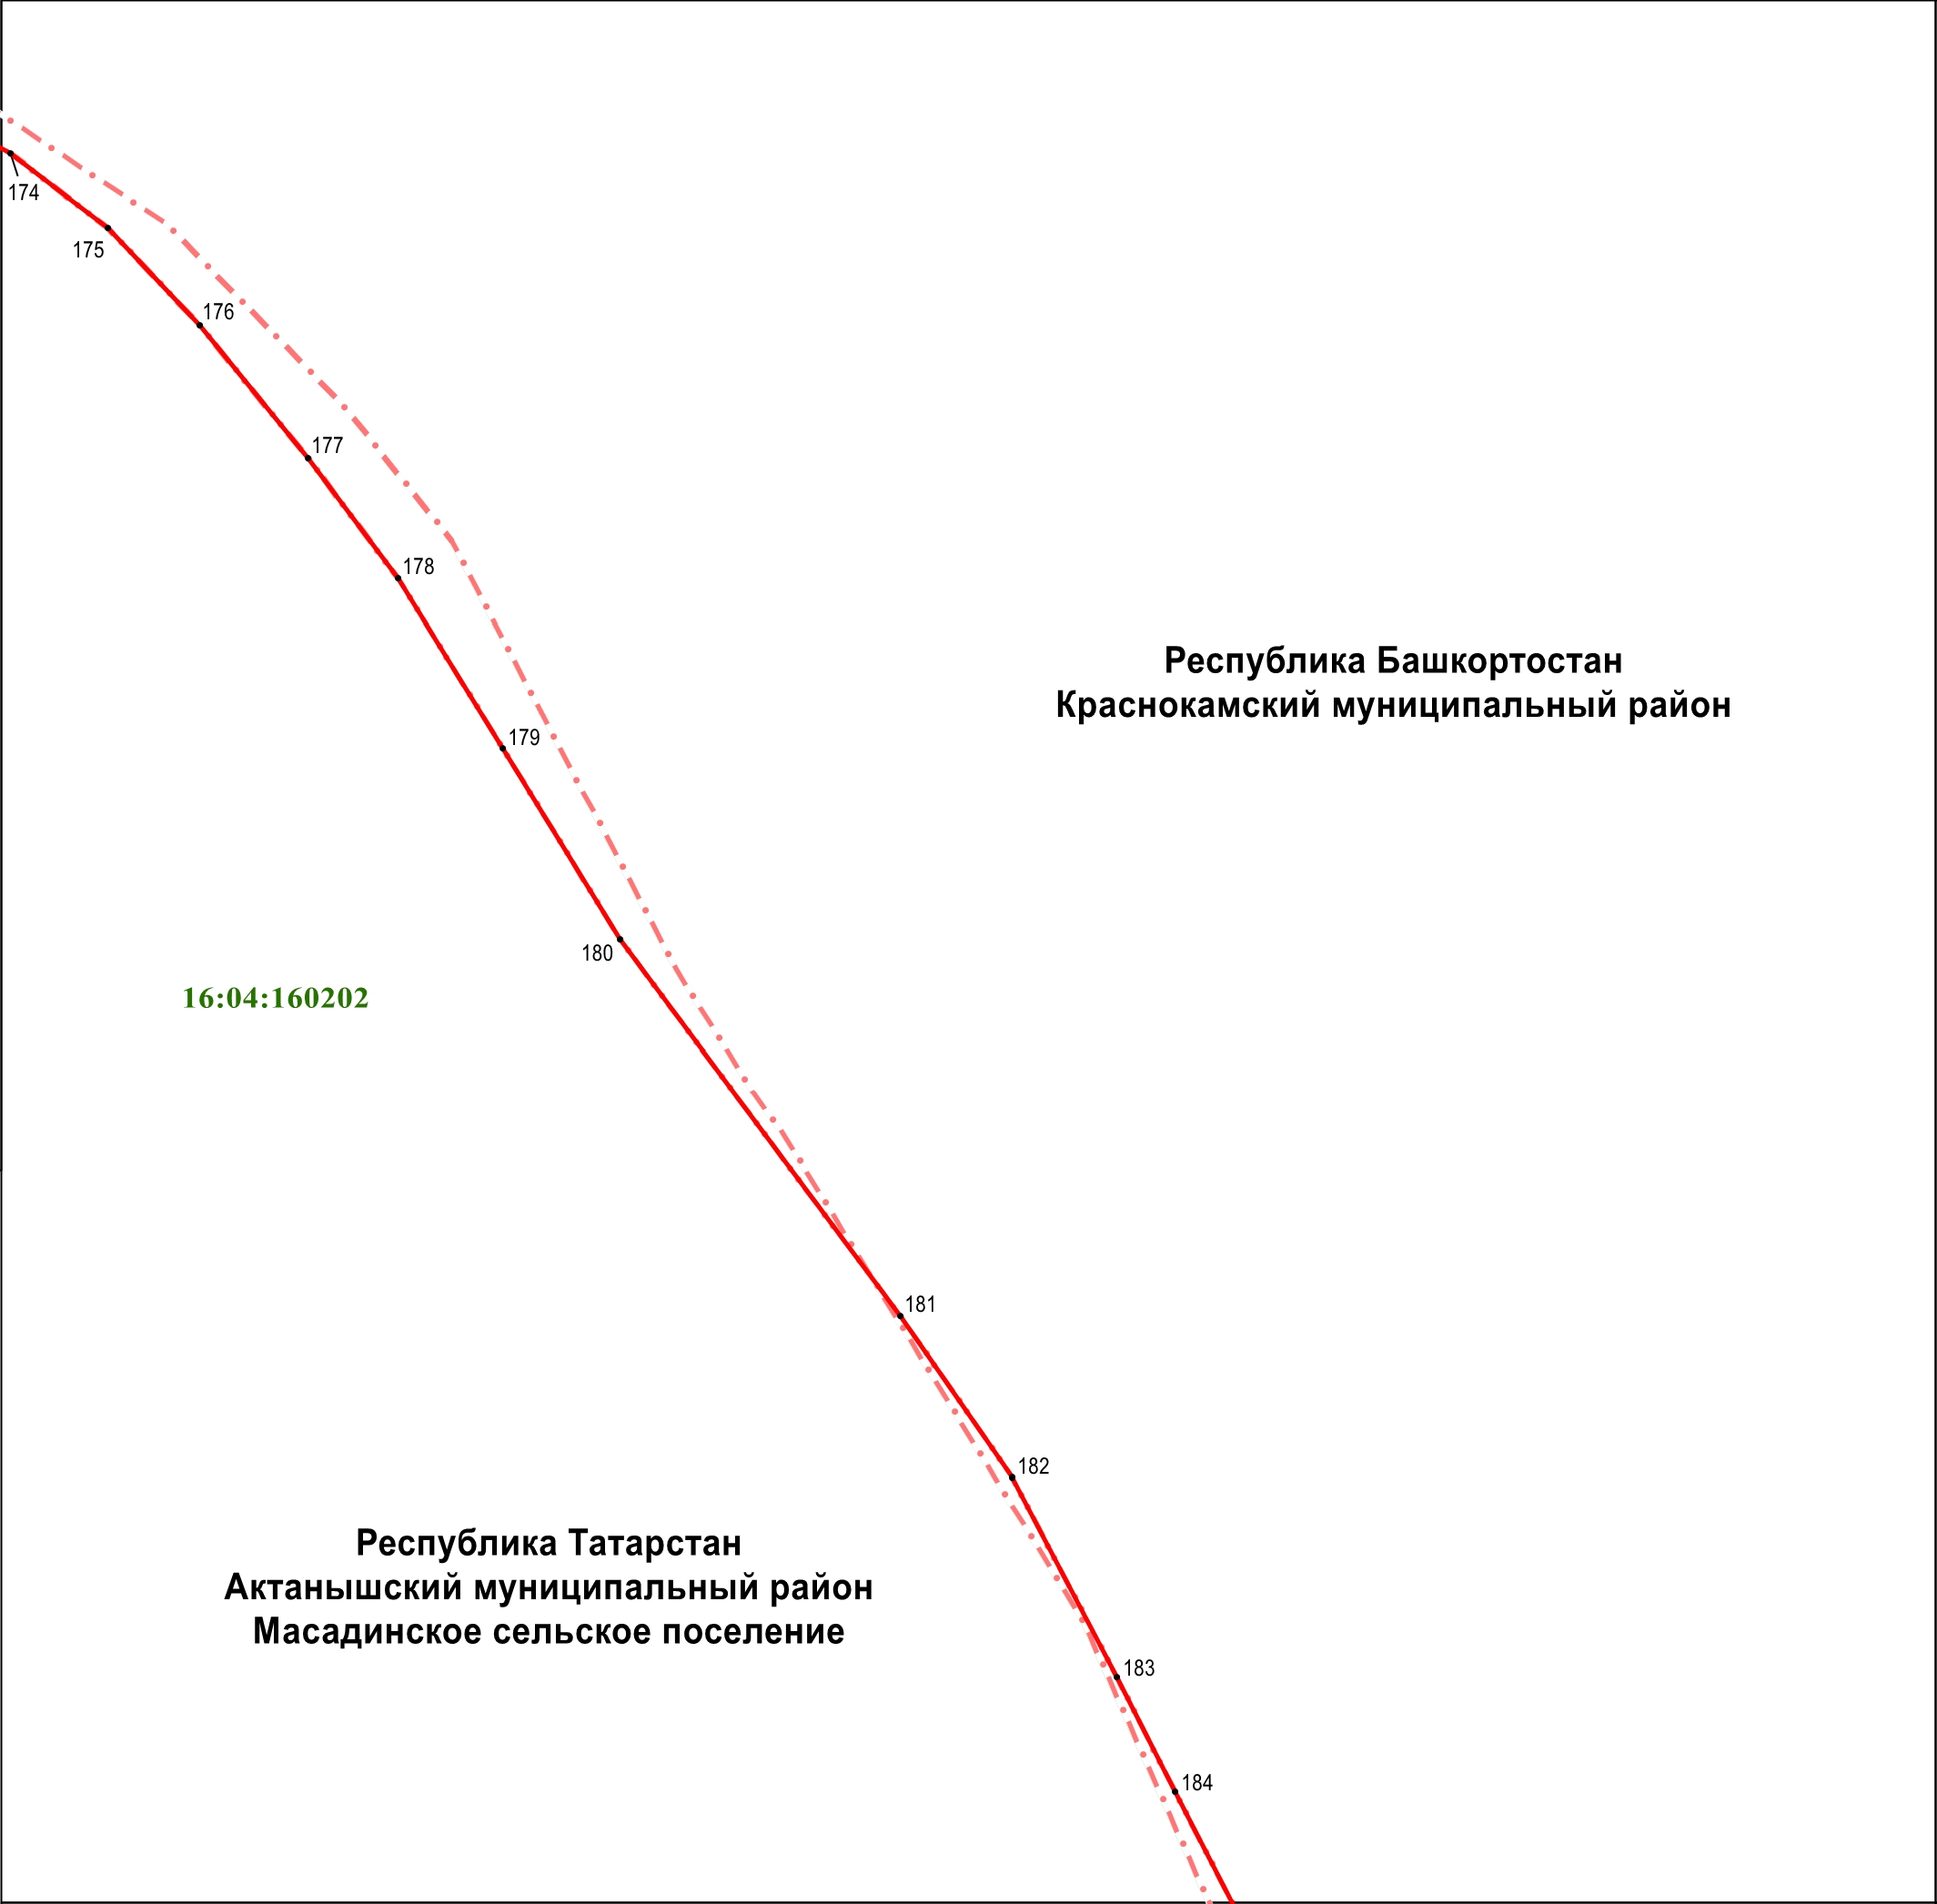 174
175
176
177
178
Республика Башкортостан
Краснокамский муниципальный район
179
180
16:04:160202
181
182
Республика Татарстан
Актанышский муниципальный район
Масадинское сельское поселение
183
184